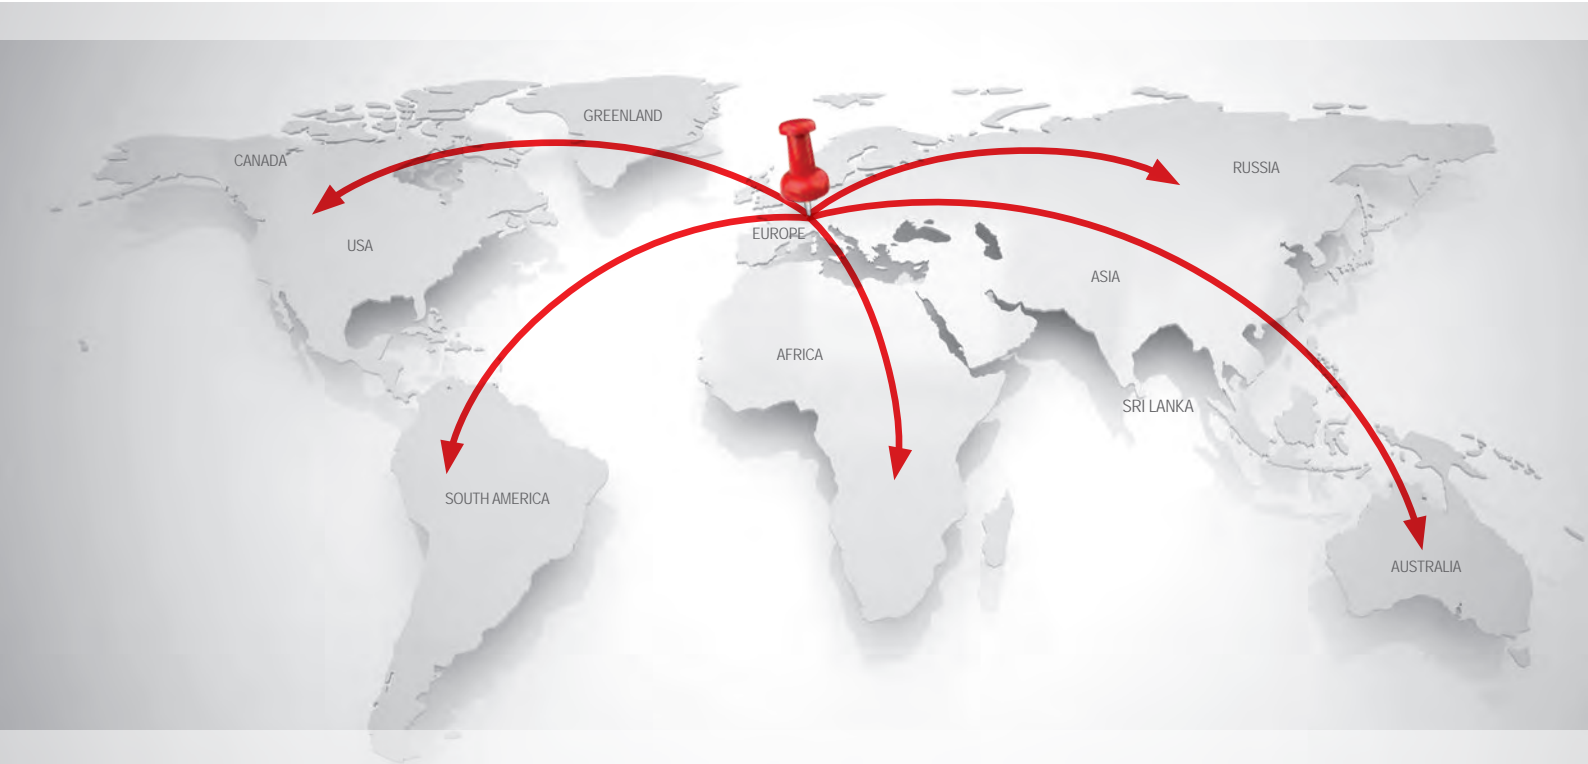 GREENLAND
CANADA
RUSSIA
EUROPE
USA
ASIA
AFRICA
SRI LANKA
SOUTH AMERICA
AUSTRALIA